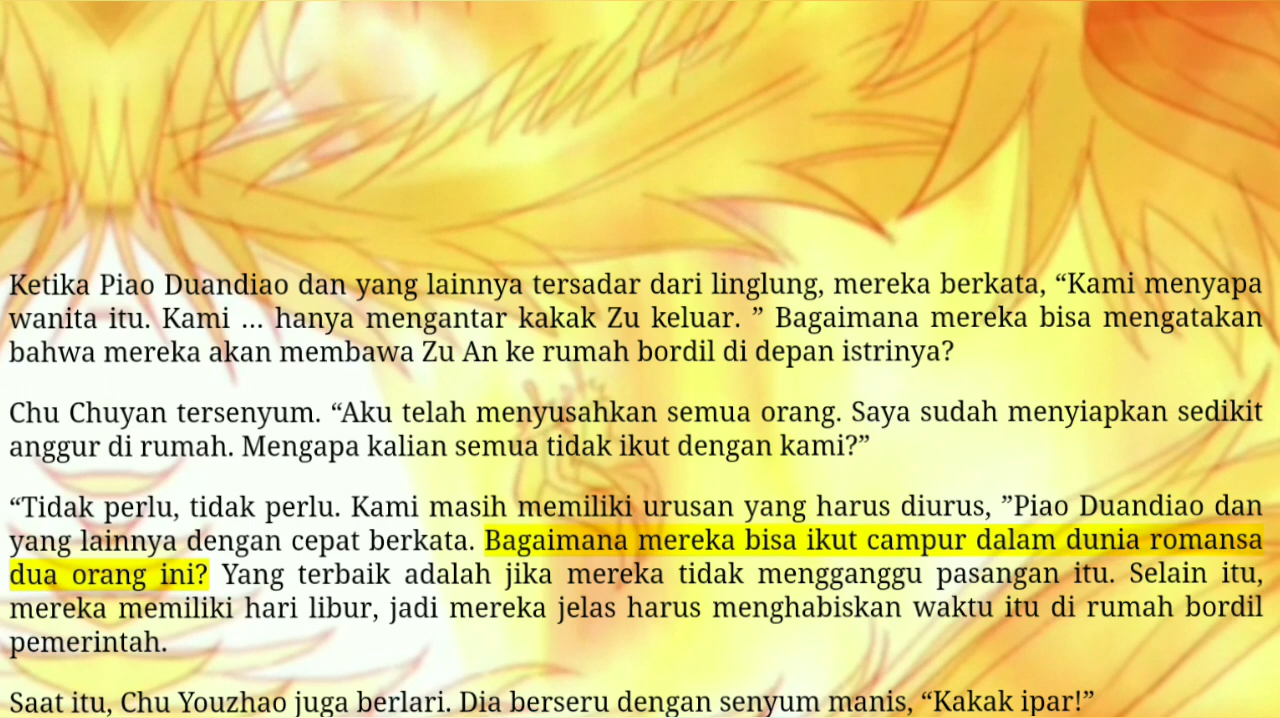 Ketika Piao Duandiao dan yang lainnya tersadar dari linglung, mereka berkata, “Kami menyapa
wanita itu. Kami ... hanya mengantar kakak Zu keluar. ” Bagaimana mereka bisa mengatakan
bahwa mereka akan membawa Zu An ke rumah bordil di depan istrinya?
Chu Chuyan tersenyum. “Aku telah menyusahkan semua orang. Saya sudah menyiapkan sedikit
anggur di rumah. Mengapa kalian semua tidak ikut dengan kami?”
“Tidak perlu, tidak perlu. Kami masih memiliki urusan yang harus diurus, ”Piao Duandiao dan
yang lainnya dengan cepat berkata. Bagaimana mereka bisa ikut campur dalam dunia romansa
dua orang ini? Yang terbaik adalah jika mereka tidak mengganggu pasangan itu. Selain itu,
mereka memiliki hari libur, jadi mereka jelas harus menghabiskan waktu itu di rumah bordil
pemerintah.
Saat itu, Chu Youzhao juga berlari. Dia berseru dengan senyum manis, “Kakak ipar!”